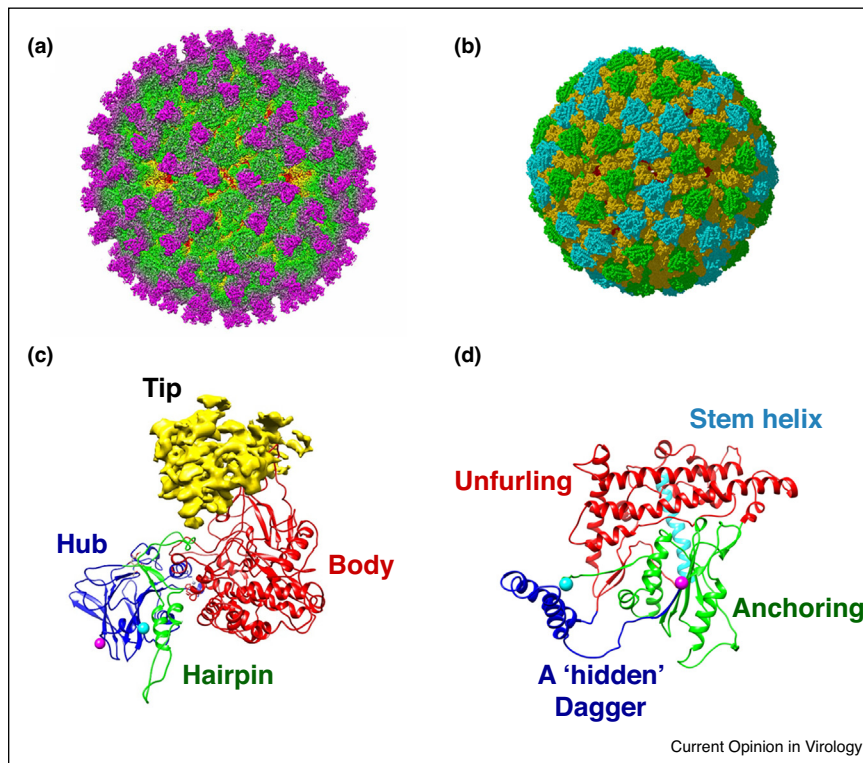 (a)
(b)
(c)
(d)
Tip
Hub
Body
Hairpin
Stem helix
Unfurling
Anchoring
A ‘hidden’
Dagger
Current Opinion in Virology